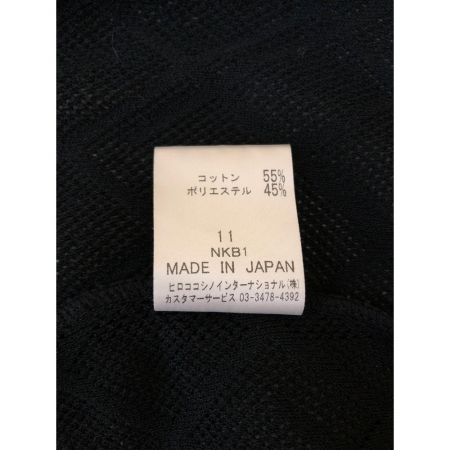 コットン 55%
ポリエステル 45%
11
NKB1
MADE IN JAPAN
ヒロココシノインターナショナル(株)
カスタマーサービス 03-3478-4392